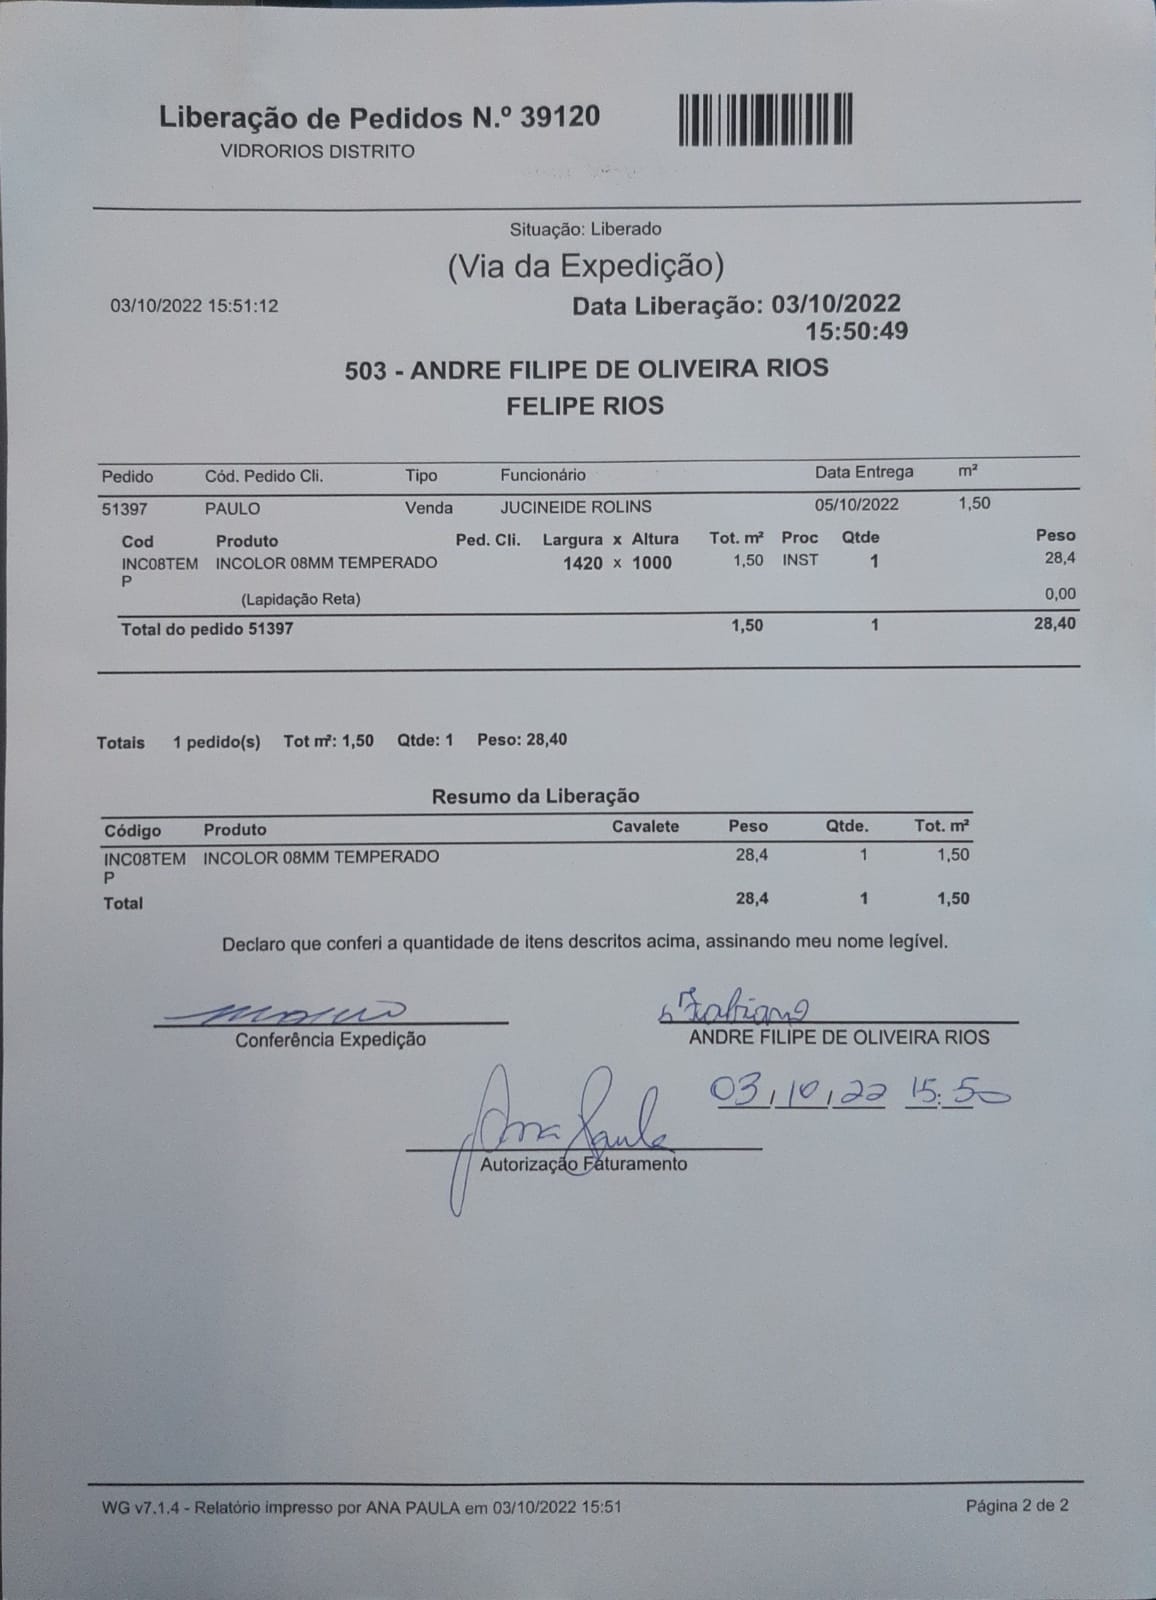 Liberação de Pedidos N.º 39120
VIDRORIOS DISTRITO
Situação: Liberado
(Via da Expedição)
03/10/2022 15:51:12
Data Liberação: 03/10/2022
15:50:49
503 - ANDRE FILIPE DE OLIVEIRA RIOS
FELIPE RIOS
Pedido Cód. Pedido Cli. Tipo Funcionário Data Entrega m²
51397 PAULO Venda JUCINEIDE ROLINS 05/10/2022 1,50
Cod Produto Ped. Cli. Largura x Altura Tot. m² Proc Qtde Peso
INC08TEM INCOLOR 08MM TEMPERADO 1420 x 1000 1,50 INST 1 28,4
P
(Lapidação Reta) 0,00
Total do pedido 51397 1,50 1 28,40
Totais 1 pedido(s) Tot m²: 1,50 Qtde: 1 Peso: 28,40
Resumo da Liberação
Código Produto Cavalete Peso Qtde. Tot. m²
INC08TEM INCOLOR 08MM TEMPERADO 28,4 1 1,50
P
Total 28,4 1 1,50
Declaro que conferi a quantidade de itens descritos acima, assinando meu nome legível.
Fabiano
Conferência Expedição ANDRE FILIPE DE OLIVEIRA RIOS
03/10/22 15:50
Ana Paula
Autorização Faturamento
WG v7.1.4 - Relatório impresso por ANA PAULA em 03/10/2022 15:51 Página 2 de 2